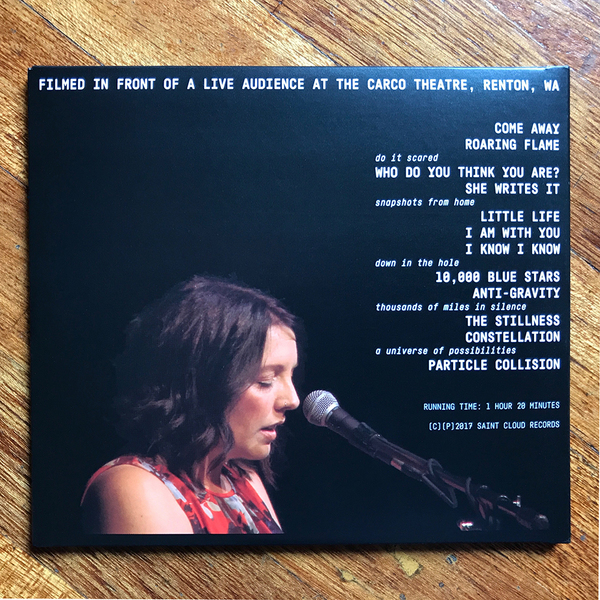 FILMED IN FRONT OF A LIVE AUDIENCE AT THE CARCO THEATRE, RENTON, WA
COME AWAY
ROARING FLAME
do it scared
WHO DO YOU THINK YOU ARE?
SHE WRITES IT
snapshots from home
LITTLE LIFE
I AM WITH YOU
I KNOW I KNOW
down in the hole
10,000 BLUE STARS
ANTI-GRAVITY
thousands of miles in silence
THE STILLNESS
CONSTELLATION
a universe of possibilities
PARTICLE COLLISION
RUNNING TIME: 1 HOUR 20 MINUTES
(C)(P)2017 SAINT CLOUD RECORDS